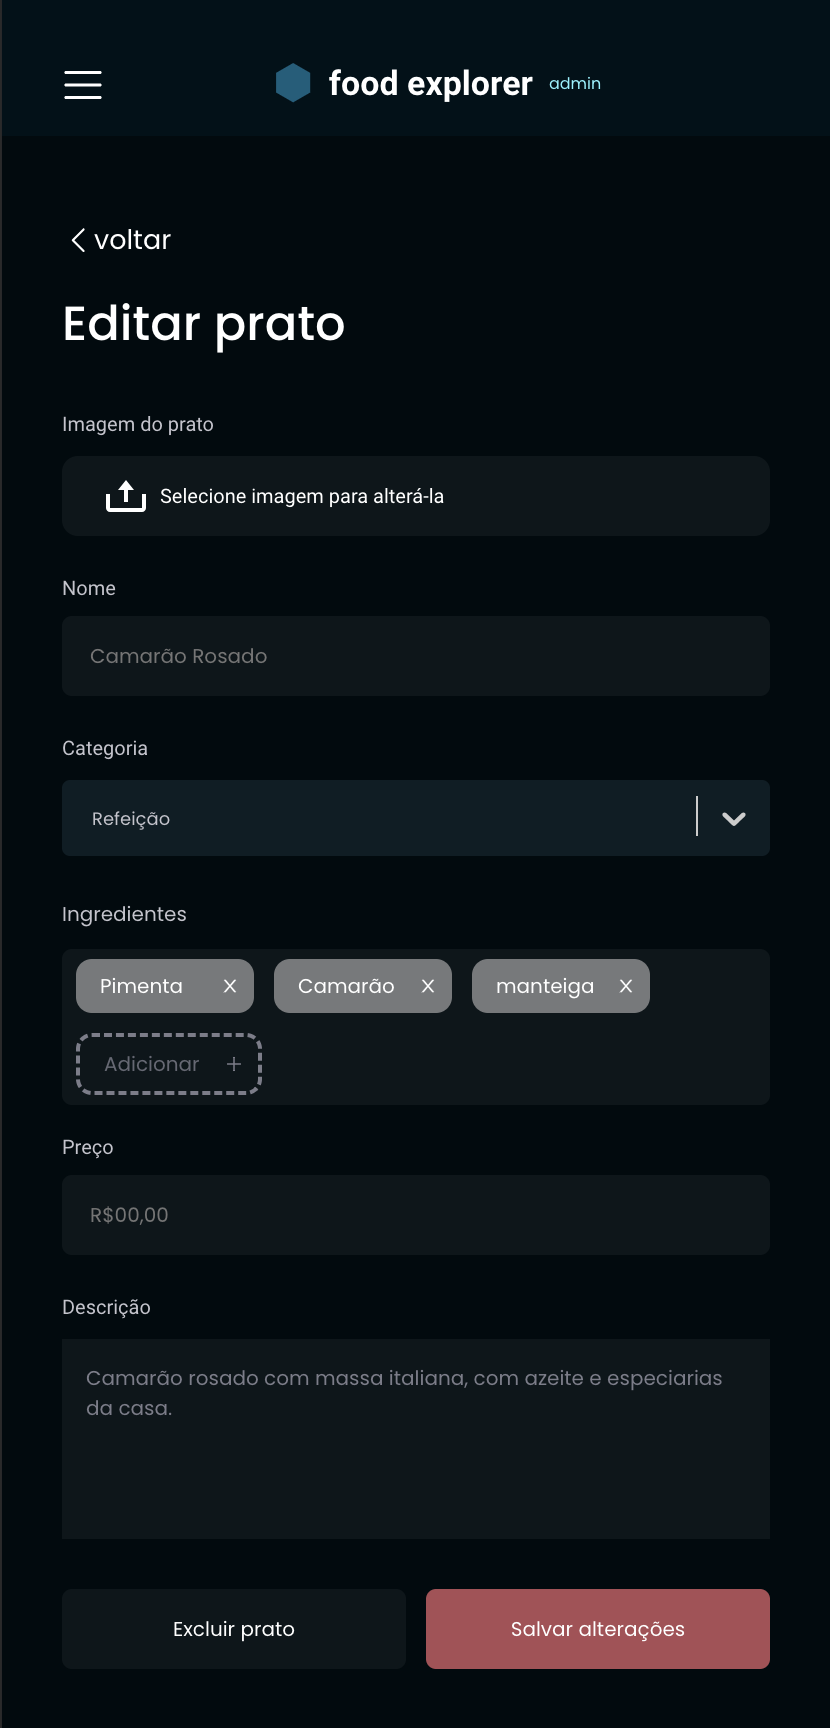 food explorer admin
voltar
Editar prato
Imagem do prato
Selecione imagem para alterá-la
Nome
Camarão Rosado
Categoria
Refeição
Ingredientes
Pimenta X Camarão X manteiga X
Adicionar +
Preço
R$00,00
Descrição
Camarão rosado com massa italiana, com azeite e especiarias
da casa.
Excluir prato Salvar alterações